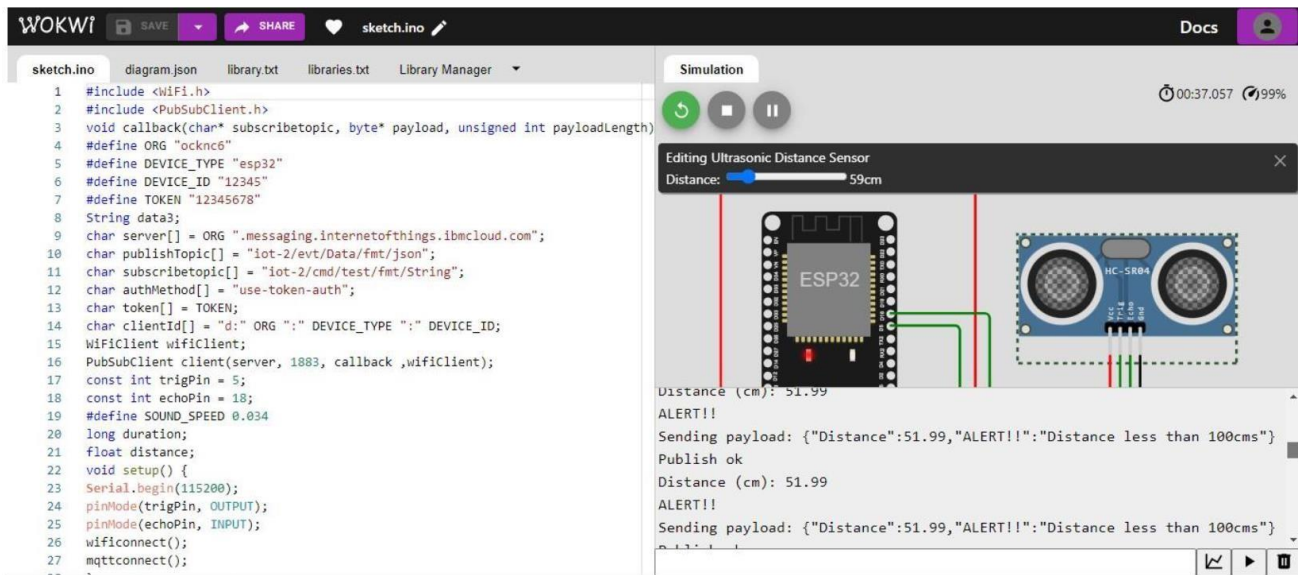 WOKWI SAVE SHARE sketch.ino Docs
sketch.ino diagram.json library.txt libraries.txt Library Manager
1 #include <WiFi.h>
2 #include <PubSubClient.h>
3 void callback(char* subscribetopic, byte* payload, unsigned int payloadLength)
4 #define ORG "ocknc6"
5 #define DEVICE_TYPE "esp32"
6 #define DEVICE_ID "12345"
7 #define TOKEN "12345678"
8 String data3;
9 char server[] = ORG ".messaging.internetofthings.ibmcloud.com";
10 char publishTopic[] = "iot-2/evt/Data/fmt/json";
11 char subscribetopic[] = "iot-2/cmd/test/fmt/String";
12 char authMethod[] = "use-token-auth";
13 char token[] = TOKEN;
14 char clientId[] = "d:" ORG ":" DEVICE_TYPE ":" DEVICE_ID;
15 WiFiClient wifiClient;
16 PubSubClient client(server, 1883, callback ,wifiClient);
17 const int trigPin = 5;
18 const int echoPin = 18;
19 #define SOUND_SPEED 0.034
20 long duration;
21 float distance;
22 void setup() {
23 Serial.begin(115200);
24 pinMode(trigPin, OUTPUT);
25 pinMode(echoPin, INPUT);
26 wificonnect();
27 mqttconnect();
Simulation
00:37.057 99%
Editing Ultrasonic Distance Sensor
Distance: 59cm
ESP32
HC-SR04
Vcc Trig Echo Gnd
Distance (cm): 51.99
ALERT!!
Sending payload: {"Distance":51.99,"ALERT!!":"Distance less than 100cms"}
Publish ok
Distance (cm): 51.99
ALERT!!
Sending payload: {"Distance":51.99,"ALERT!!":"Distance less than 100cms"}